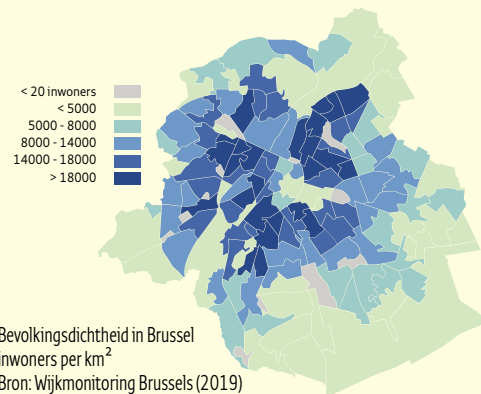 < 20 inwoners
< 5000
5000 - 8000
8000 - 14000
14000 - 18000
> 18000
Bevolkingsdichtheid in Brussel
inwoners per km²
Bron: Wijkmonitoring Brussels (2019)